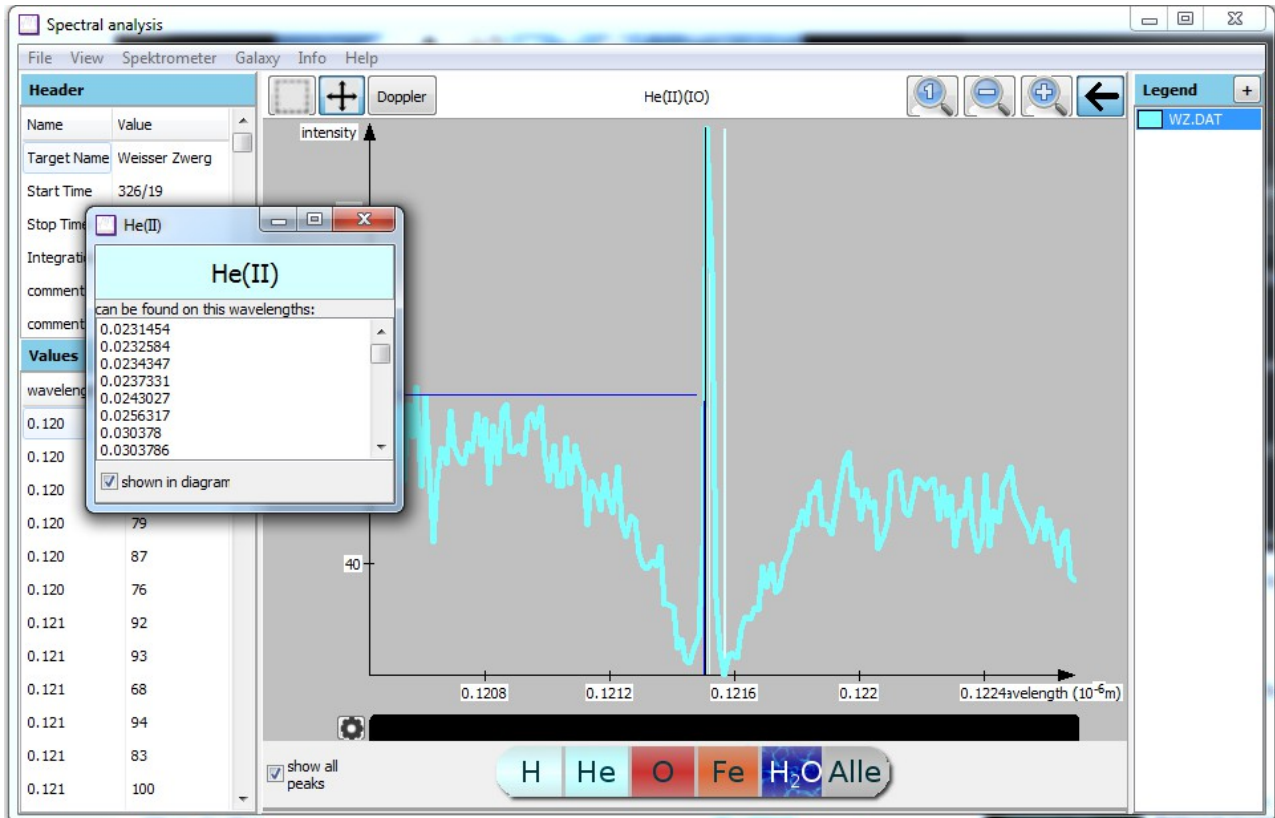 Spectral analysis
File View Spektrometer Galaxy Info Help
Header
Name Value
Target Name Weisser Zwerg
Start Time 326/19
Stop Time
comment
comment
Values
0.120
0.120
0.120
0.120 79
0.120 87
0.120 76
0.121 92
0.121 93
0.121 68
0.121 94
0.121 83
0.121 100
He(II)
He(II)
can be found on this wavelengths:
0.0231454
0.0232584
0.0234347
0.0237331
0.0243027
0.0256317
0.030378
0.0303786
shown in diagram
Doppler
He(II)(IO)
1
intensity
40
0.1208 0.1212 0.1216 0.122 0.1224 avelength (10⁻⁶m)
show all
peaks
H He O Fe H₂O Alle
Legend +
WZ.DAT